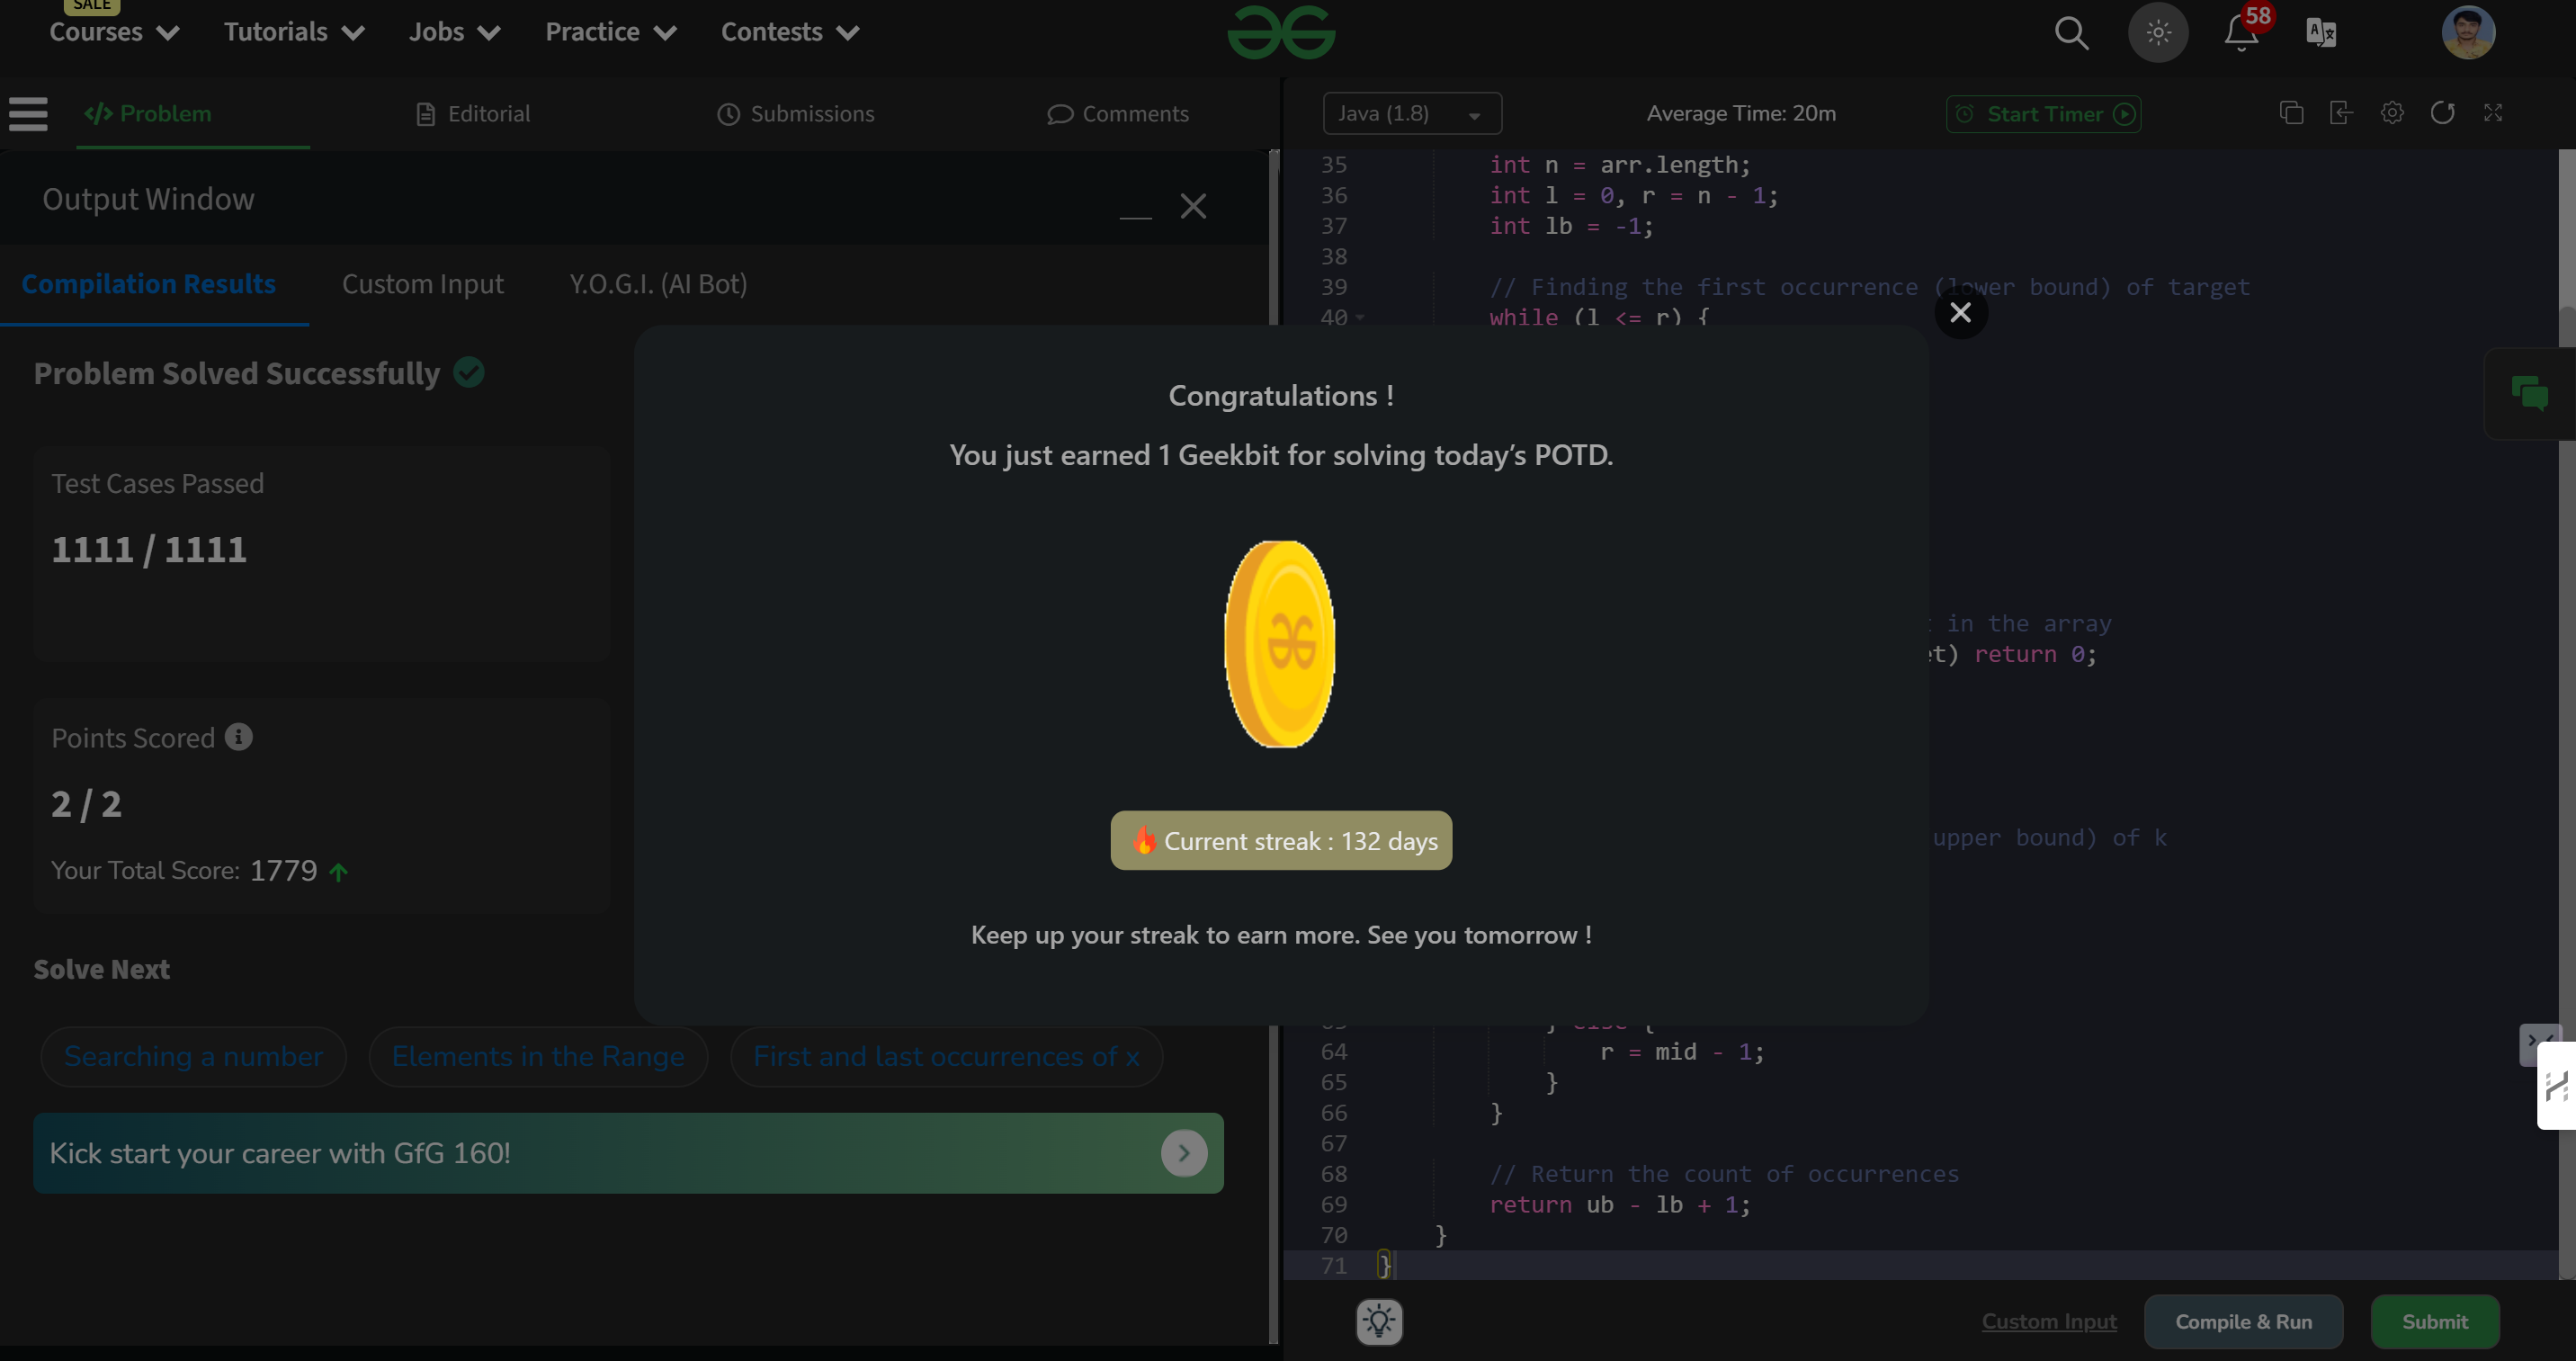 SALE
Courses
Tutorials
Jobs
Practice
Contests
58
Problem
Editorial
Submissions
Comments
Java (1.8)
Average Time: 20m
Start Timer
Output Window
Compilation Results
Custom Input
Y.O.G.I. (AI Bot)
Problem Solved Successfully
Test Cases Passed
1111 / 1111
Points Scored
2 / 2
Your Total Score: 1779
Solve Next
Searching a number
Elements in the Range
First and last occurrences of x
Kick start your career with GfG 160!
Congratulations !
You just earned 1 Geekbit for solving today's POTD.
Current streak : 132 days
Keep up your streak to earn more. See you tomorrow !
35 int n = arr.length;
36 int l = 0, r = n - 1;
37 int lb = -1;
38
39 // Finding the first occurrence (lower bound) of target
40 while (l <= r) {
in the array
return 0;
upper bound) of k
64 r = mid - 1;
65 }
66 }
67
68 // Return the count of occurrences
69 return ub - lb + 1;
70 }
71 }
Custom Input
Compile & Run
Submit